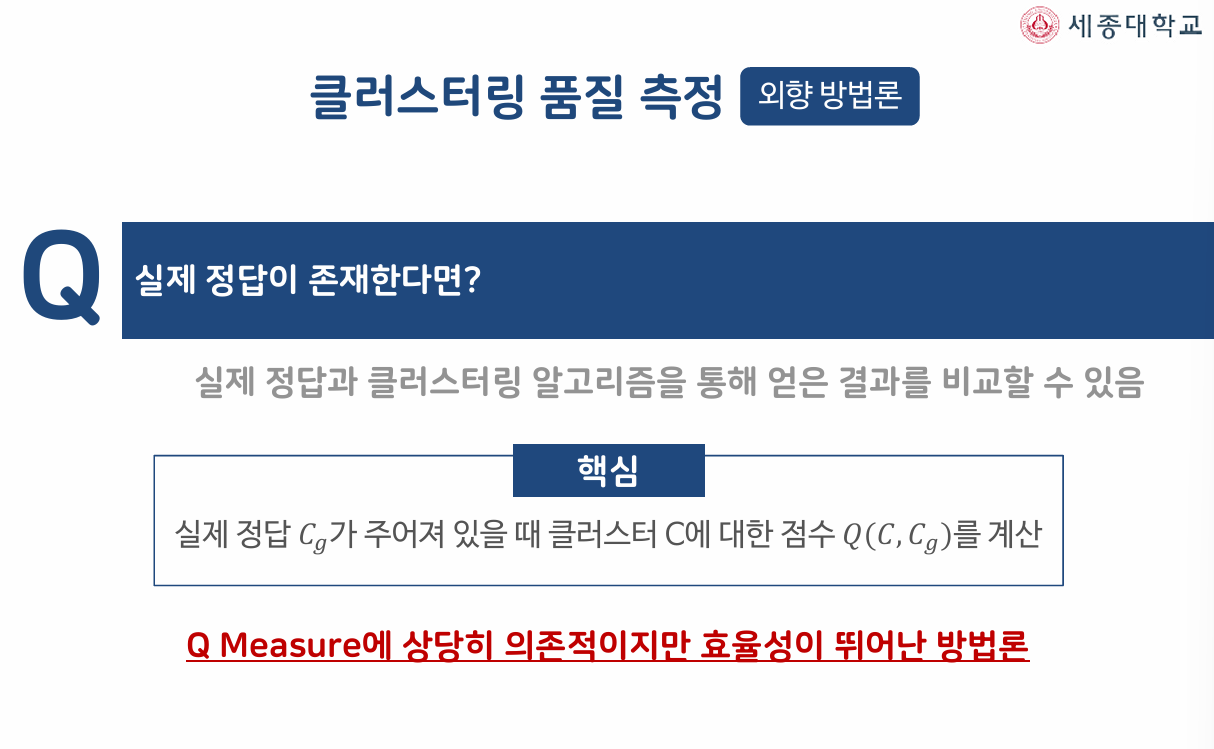 세종대학교
클러스터링 품질 측정 외향 방법론
Q 실제 정답이 존재한다면?
실제 정답과 클러스터링 알고리즘을 통해 얻은 결과를 비교할 수 있음
핵심
실제 정답 C_g가 주어져 있을 때 클러스터 C에 대한 점수 Q(C, C_g)를 계산
Q Measure에 상당히 의존적이지만 효율성이 뛰어난 방법론